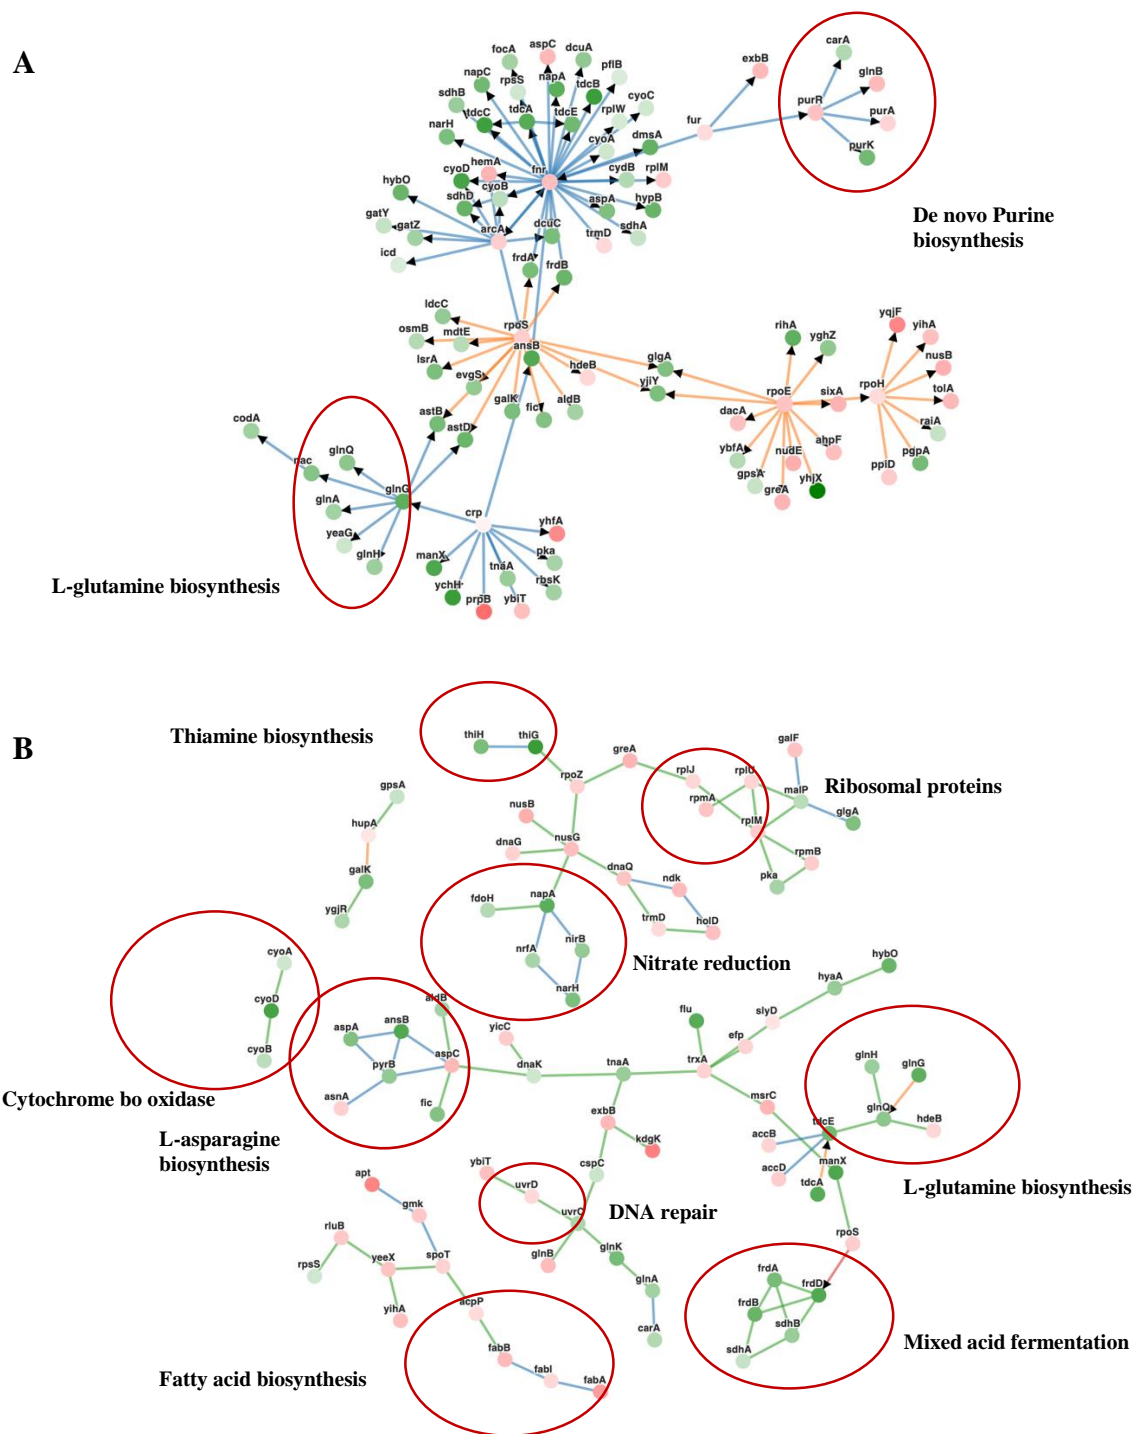 A
focA
aspC
dcuA
napC
rpsS
napA
pflB
tdcB
sdhB
tdcC
tdcA
tdcE
rplW
cyoC
narH
cyoA
dmsA
hemA
fnr
cyoD
cyoB
cydB
rplM
hybO
sdhD
aspA
hypB
gatY
gatZ
arcA
dcuC
trmD
sdhA
icd
frdA
frdB
exbB
fur
carA
glnB
purR
purA
purK
De novo Purine
biosynthesis
ldcC
osmB
mdtE
rpoS
ansB
lsrA
evgS
hdeB
glgA
yjiY
galK
fic
aldB
astB
astD
rihA
yghZ
rpoE
sixA
dacA
ybfA
nudE
ahpF
gpsA
greA
yhjX
yqjF
yihA
nusB
rpoH
tolA
raiA
ppiD
pgpA
codA
nac
glnQ
glnG
glnA
yeaG
glnH
L-glutamine biosynthesis
crp
yhfA
manX
tnaA
pka
ychH
rbsK
prpB
ybiT
B
Thiamine biosynthesis
thiH
thiG
rpoZ
greA
rplJ
rplU
rpmA
rplM
galF
malP
glgA
rpmB
pka
Ribosomal proteins
gpsA
hupA
galK
ygjR
nusB
nusG
dnaG
dnaQ
ndk
trmD
holD
fdoH
napA
nrfA
nirB
narH
Nitrate reduction
cyoA
cyoD
cyoB
Cytochrome bo oxidase
aldB
aspA
ansB
aspC
pyrB
asnA
fic
L-asparagine
biosynthesis
yicC
dnaK
tnaA
flu
trxA
efp
slyD
hyaA
hybO
msrC
glnH
glnG
glnQ
hdeB
tdcE
accB
accD
manX
tdcA
L-glutamine biosynthesis
exbB
kdgK
cspC
ybiT
uvrD
uvrC
DNA repair
glnB
glnK
glnA
carA
rpoS
frdA
frdD
frdB
sdhB
sdhA
Mixed acid fermentation
apt
gmk
rluB
rpsS
yeeX
spoT
yihA
acpP
fabB
fabI
fabA
Fatty acid biosynthesis